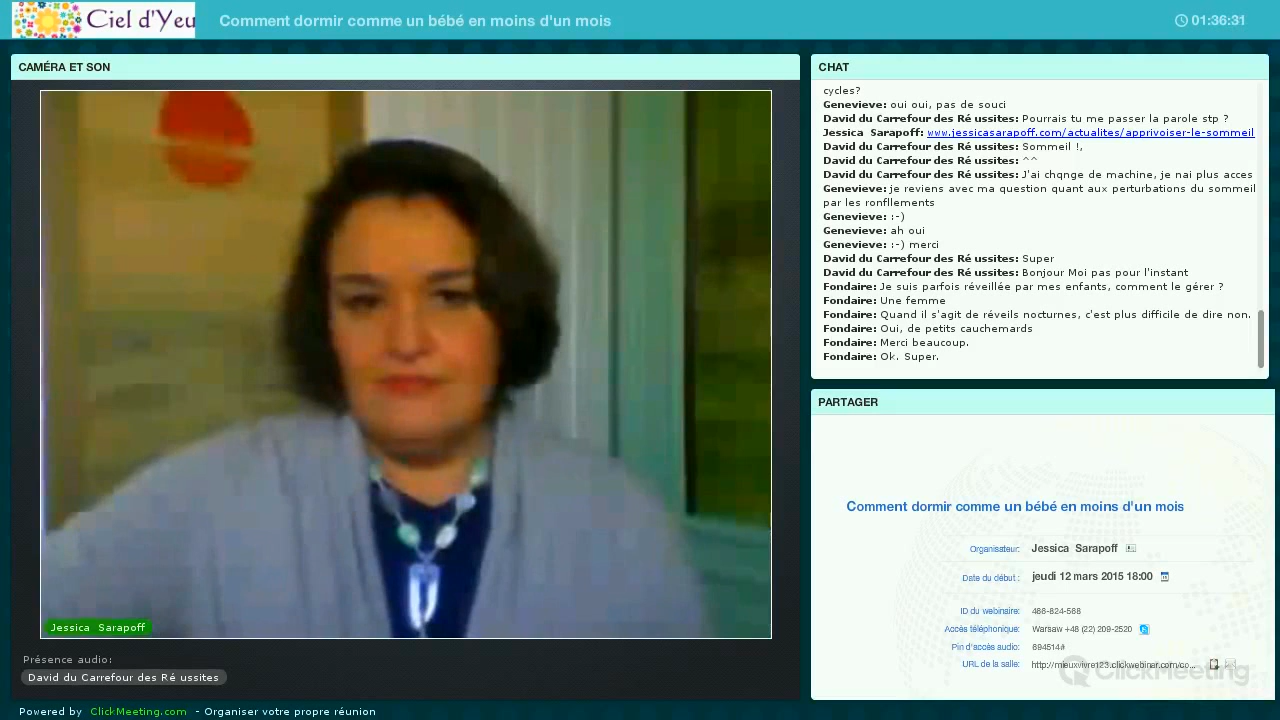 Ciel d'Yeu
Comment dormir comme un bébé en moins d'un mois
01:36:31
CAMÉRA ET SON
Jessica Sarapoff
Présence audio:
David du Carrefour des Ré ussites
CHAT
cycles?
Genevieve: oui oui, pas de souci
David du Carrefour des Ré ussites: Pourrais tu me passer la parole stp ?
Jessica Sarapoff: www.jessicasarapoff.com/actualites/apprivoiser-le-sommeil
David du Carrefour des Ré ussites: Sommeil !,
David du Carrefour des Ré ussites: ^^
David du Carrefour des Ré ussites: J'ai chqnge de machine, je nai plus acces
Genevieve: je reviens avec ma question quant aux perturbations du sommeil
par les ronfllements
Genevieve: :-)
Genevieve: ah oui
Genevieve: :-) merci
David du Carrefour des Ré ussites: Super
David du Carrefour des Ré ussites: Bonjour Moi pas pour l'instant
Fondaire: Je suis parfois réveillée par mes enfants, comment le gérer ?
Fondaire: Une femme
Fondaire: Quand il s'agit de réveils nocturnes, c'est plus difficile de dire non.
Fondaire: Oui, de petits cauchemards
Fondaire: Merci beaucoup.
Fondaire: Ok. Super.
PARTAGER
Comment dormir comme un bébé en moins d'un mois
Organisateur: Jessica Sarapoff
Date du début : jeudi 12 mars 2015 18:00
ID du webinaire: 466-824-568
Accès téléphonique: Warsaw +48 (22) 209-2520
Pin d'accès audio: 694514#
URL de la salle: http://mieuxvivre123.clickwebinar.com/co...
ClickMeeting
Powered by ClickMeeting.com - Organiser votre propre réunion